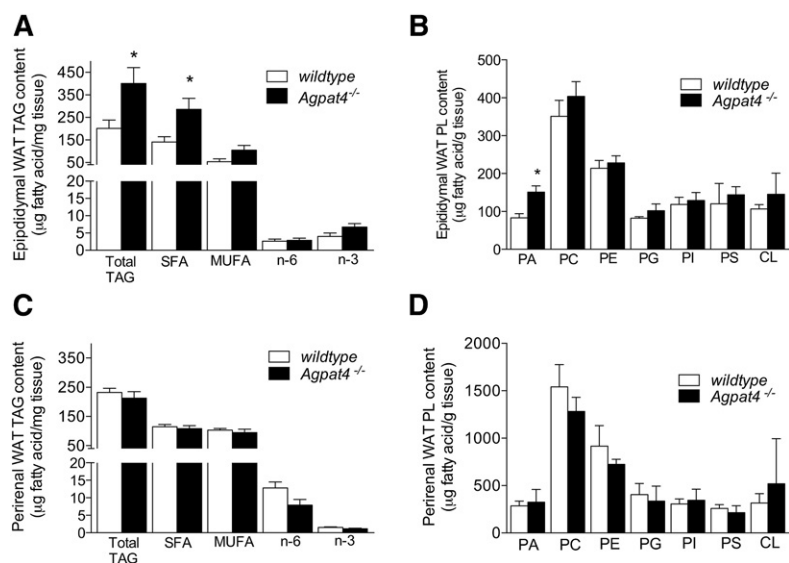 A
Epipdidymal WAT TAG content
(µg fatty acid/mg tissue)
450
350
250
150
50
20
15
10
5
0
*
*
wildtype
Agpat4-/-
Total
TAG
SFA
MUFA
n-6
n-3
B
Epididymal WAT PL content
(µg fatty acid/g tissue)
500
400
300
200
100
0
*
wildtype
Agpat4 -/-
PA
PC
PE
PG
PI
PS
CL
C
Perirenal WAT TAG content
(µg fatty acid/mg tissue)
350
250
150
50
20
15
10
5
0
wildtype
Agpat4 -/-
Total
TAG
SFA
MUFA
n-6
n-3
D
Perirenal WAT PL content
(µg fatty acid/g tissue)
2000
1500
1000
500
0
wildtype
Agpat4 -/-
PA
PC
PE
PG
PI
PS
CL